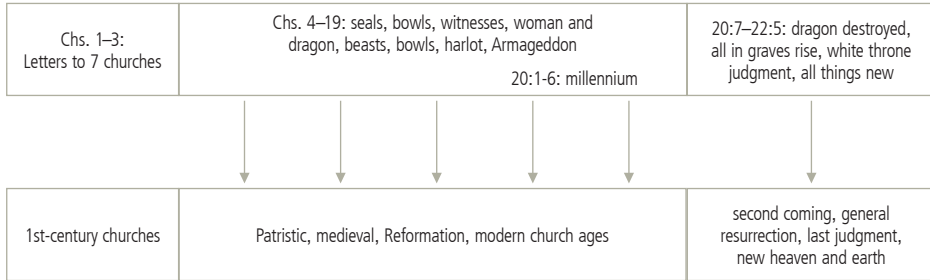 Chs. 1–3:
Letters to 7 churches
Chs. 4–19: seals, bowls, witnesses, woman and
dragon, beasts, bowls, harlot, Armageddon
20:1-6: millennium
20:7–22:5: dragon destroyed,
all in graves rise, white throne
judgment, all things new
1st-century churches
Patristic, medieval, Reformation, modern church ages
second coming, general
resurrection, last judgment,
new heaven and earth